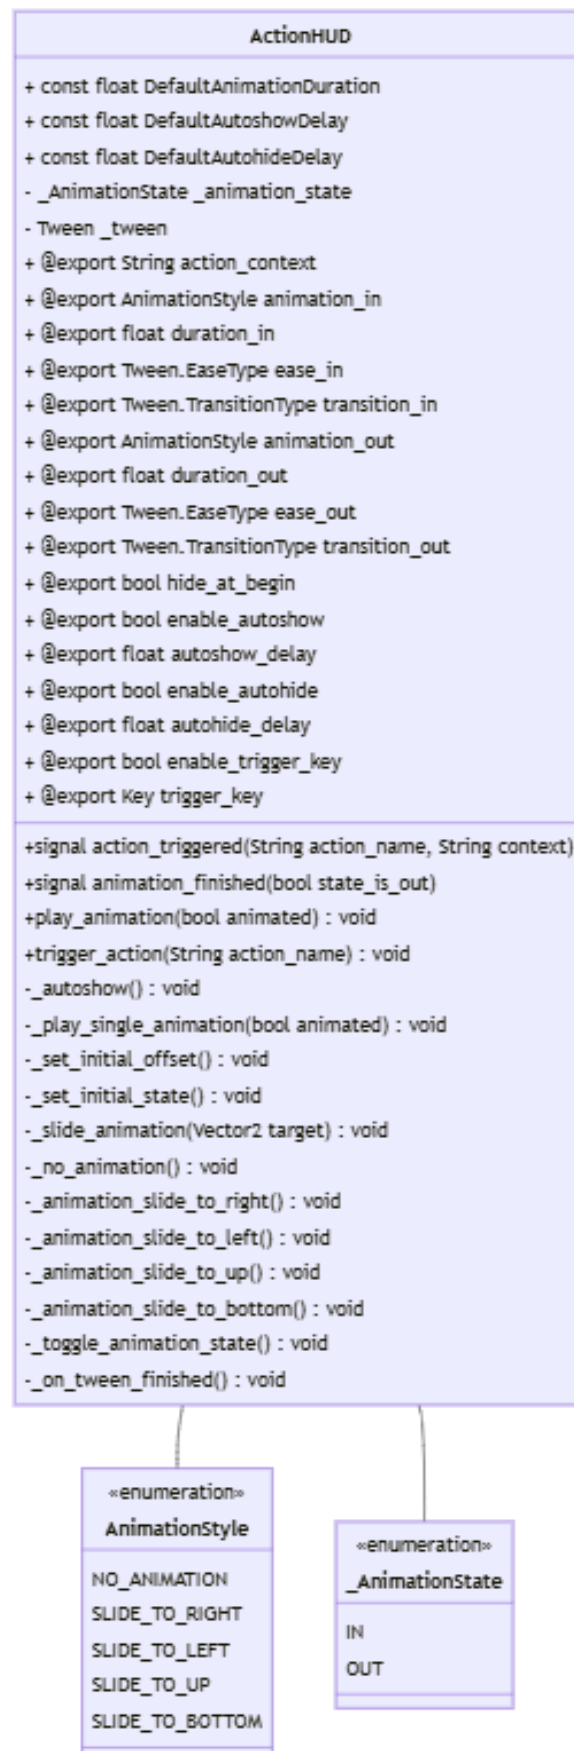 ActionHUD
+ const float DefaultAnimationDuration
+ const float DefaultAutoshowDelay
+ const float DefaultAutohideDelay
- _AnimationState _animation_state
- Tween _tween
+ @export String action_context
+ @export AnimationStyle animation_in
+ @export float duration_in
+ @export Tween.EaseType ease_in
+ @export Tween.TransitionType transition_in
+ @export AnimationStyle animation_out
+ @export float duration_out
+ @export Tween.EaseType ease_out
+ @export Tween.TransitionType transition_out
+ @export bool hide_at_begin
+ @export bool enable_autoshow
+ @export float autoshow_delay
+ @export bool enable_autohide
+ @export float autohide_delay
+ @export bool enable_trigger_key
+ @export Key trigger_key
+signal action_triggered(String action_name, String context)
+signal animation_finished(bool state_is_out)
+play_animation(bool animated) : void
+trigger_action(String action_name) : void
-_autoshow() : void
-_play_single_animation(bool animated) : void
-_set_initial_offset() : void
-_set_initial_state() : void
-_slide_animation(Vector2 target) : void
-_no_animation() : void
-_animation_slide_to_right() : void
-_animation_slide_to_left() : void
-_animation_slide_to_up() : void
-_animation_slide_to_bottom() : void
-_toggle_animation_state() : void
-_on_tween_finished() : void
«enumeration»
AnimationStyle
NO_ANIMATION
SLIDE_TO_RIGHT
SLIDE_TO_LEFT
SLIDE_TO_UP
SLIDE_TO_BOTTOM
«enumeration»
_AnimationState
IN
OUT